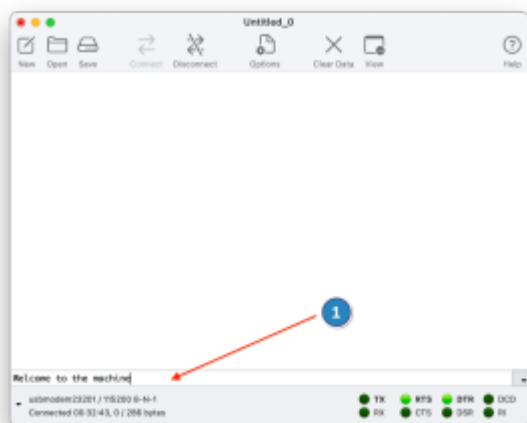 Untitled_0
New Open Save Connect Disconnect Options Clear Data View Help
1
Welcome to the machine
usbmodem23201 / 115200 8-N-1
Connected 00:32:43, 0 / 286 bytes
TX RTS DTR DCD
RX CTS DSR RI